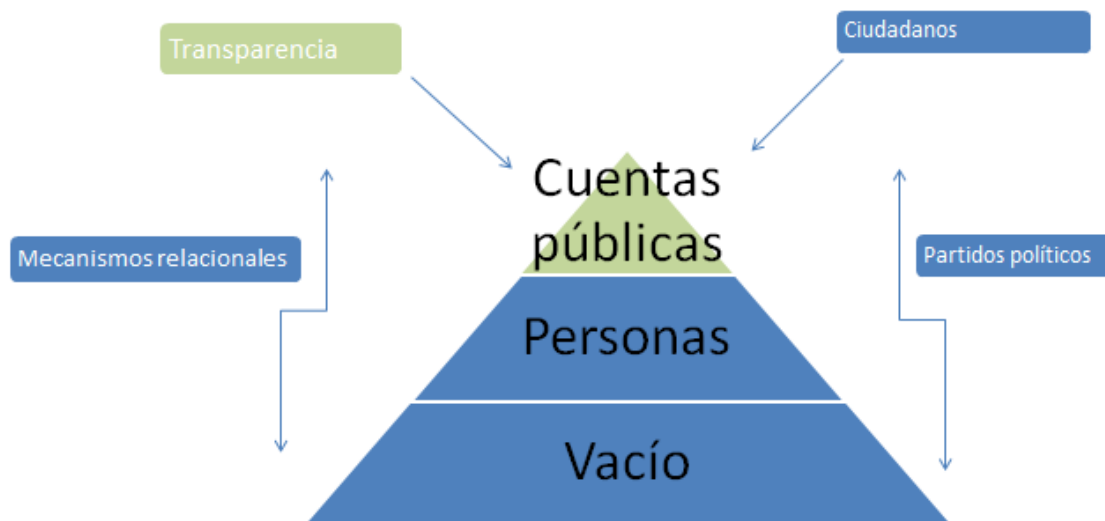 Transparencia
Ciudadanos
Cuentas
públicas
Mecanismos relacionales
Partidos políticos
Personas
Vacío